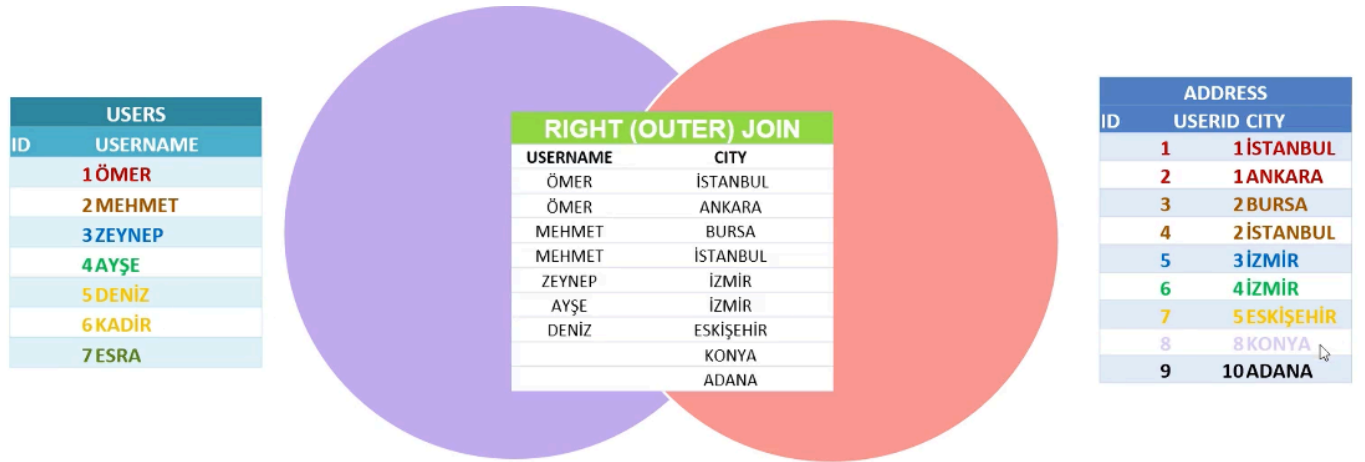 USERS
ID USERNAME
1 ÖMER
2 MEHMET
3 ZEYNEP
4 AYŞE
5 DENİZ
6 KADİR
7 ESRA
RIGHT (OUTER) JOIN
USERNAME CITY
ÖMER İSTANBUL
ÖMER ANKARA
MEHMET BURSA
MEHMET İSTANBUL
ZEYNEP İZMİR
AYŞE İZMİR
DENİZ ESKİŞEHİR
KONYA
ADANA
ADDRESS
ID USERID CITY
1 1 İSTANBUL
2 1 ANKARA
3 2 BURSA
4 2 İSTANBUL
5 3 İZMİR
6 4 İZMİR
7 5 ESKİŞEHİR
8 8 KONYA
9 10 ADANA